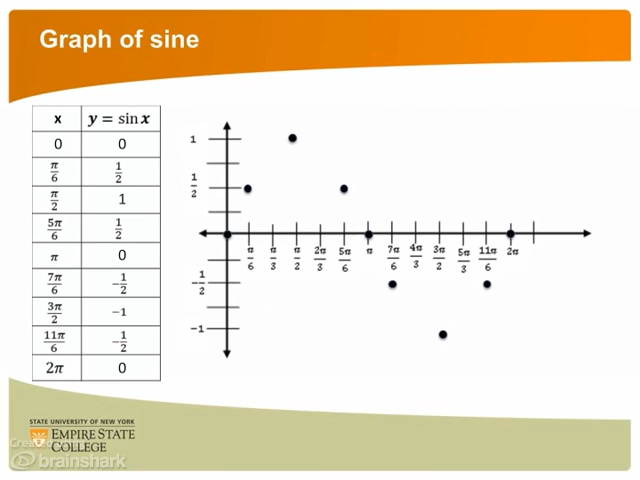 Graph of sine
x y = sin x
0 0
π/6 1/2
π/2 1
5π/6 1/2
π 0
7π/6 -1/2
3π/2 -1
11π/6 -1/2
2π 0
1
1/2
-1/2
-1
π/6 π/3 π/2 2π/3 5π/6 π 7π/6 4π/3 3π/2 5π/3 11π/6 2π
STATE UNIVERSITY OF NEW YORK
EMPIRE STATE
COLLEGE
brainshark